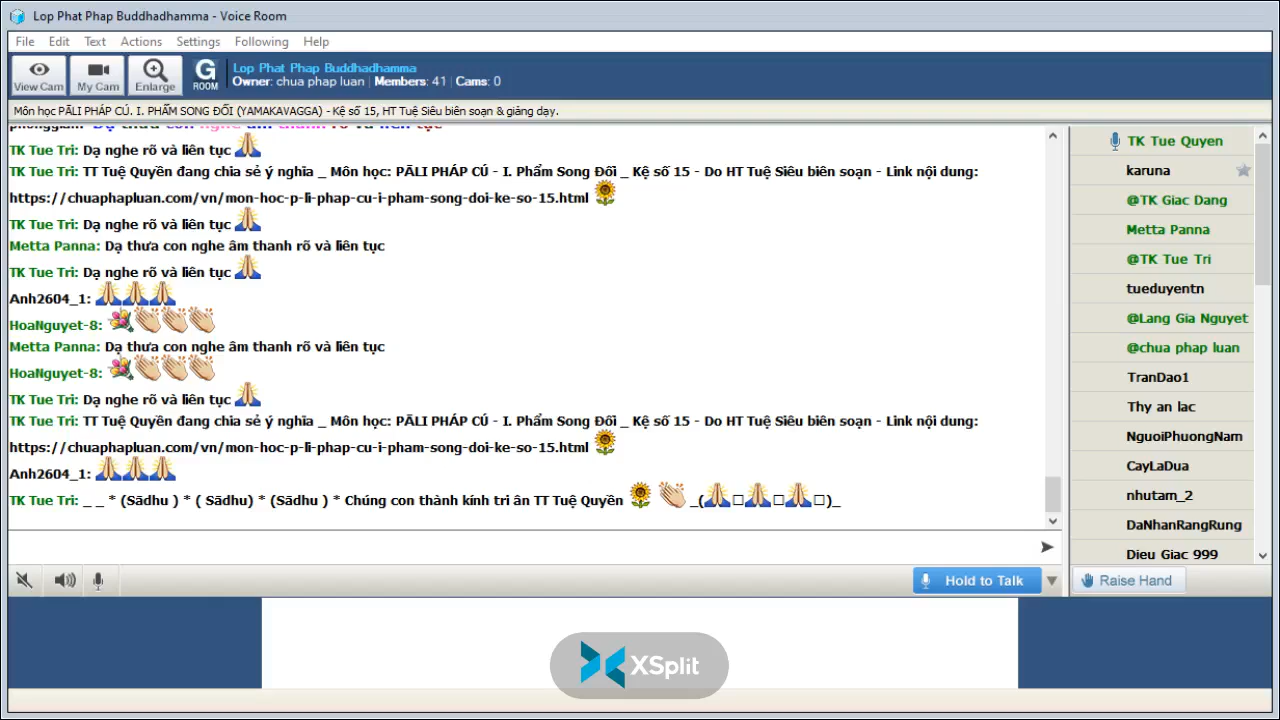 Lop Phat Phap Buddhadhamma - Voice Room
File Edit Text Actions Settings Following Help
View Cam
My Cam
Enlarge
G ROOM
Lop Phat Phap Buddhadhamma
Owner: chua phap luan | Members: 41 | Cams: 0
Môn học PÃLI PHÁP CÚ. I. PHẨM SONG ĐỐI (YAMAKAVAGGA) - Kệ số 15, HT Tuệ Siêu biên soạn & giảng dạy.
Dạ thưa con nghe âm thanh rõ và liên tục
TK Tue Tri: Dạ nghe rõ và liên tục
TK Tue Tri: TT Tuệ Quyền đang chia sẻ ý nghĩa _ Môn học: PĀLI PHÁP CÚ - I. Phẩm Song Đối _ Kệ số 15 - Do HT Tuệ Siêu biên soạn - Link nội dung:
https://chuaphapluan.com/vn/mon-hoc-p-li-phap-cu-i-pham-song-doi-ke-so-15.html
TK Tue Tri: Dạ nghe rõ và liên tục
Metta Panna: Dạ thưa con nghe âm thanh rõ và liên tục
TK Tue Tri: Dạ nghe rõ và liên tục
Anh2604_1:
HoaNguyet-8:
Metta Panna: Dạ thưa con nghe âm thanh rõ và liên tục
HoaNguyet-8:
TK Tue Tri: Dạ nghe rõ và liên tục
TK Tue Tri: TT Tuệ Quyền đang chia sẻ ý nghĩa _ Môn học: PĀLI PHÁP CÚ - I. Phẩm Song Đối _ Kệ số 15 - Do HT Tuệ Siêu biên soạn - Link nội dung:
https://chuaphapluan.com/vn/mon-hoc-p-li-phap-cu-i-pham-song-doi-ke-so-15.html
Anh2604_1:
TK Tue Tri: _ _ * (Sādhu ) * ( Sādhu) * (Sādhu ) * Chúng con thành kính tri ân TT Tuệ Quyền _( )_
TK Tue Quyen
karuna
@TK Giac Dang
Metta Panna
@TK Tue Tri
tueduyentn
@Lang Gia Nguyet
@chua phap luan
TranDao1
Thy an lac
NguoiPhuongNam
CayLaDua
nhutam_2
DaNhanRangRung
Dieu Giac 999
Hold to Talk
Raise Hand
XSplit